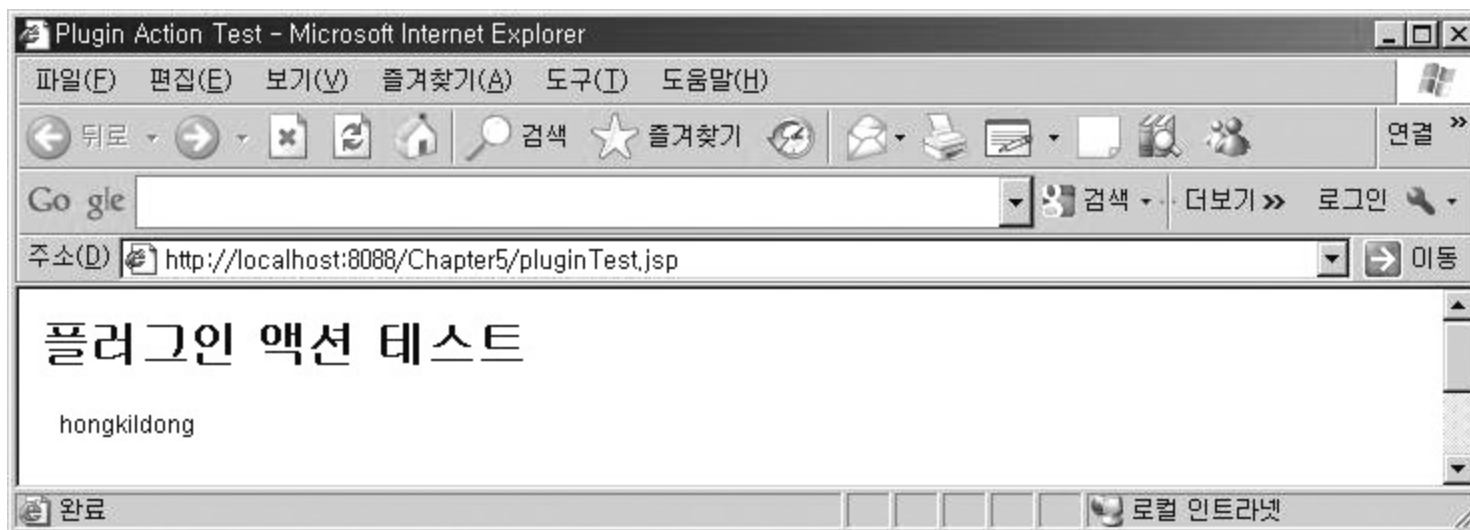 Plugin Action Test - Microsoft Internet Explorer
파일(F) 편집(E) 보기(V) 즐겨찾기(A) 도구(T) 도움말(H)
뒤로 검색 즐겨찾기 연결 »
Go gle 검색 더보기 » 로그인
주소(D) http://localhost:8088/Chapter5/pluginTest.jsp 이동
플러그인 액션 테스트
hongkildong
완료 로컬 인트라넷